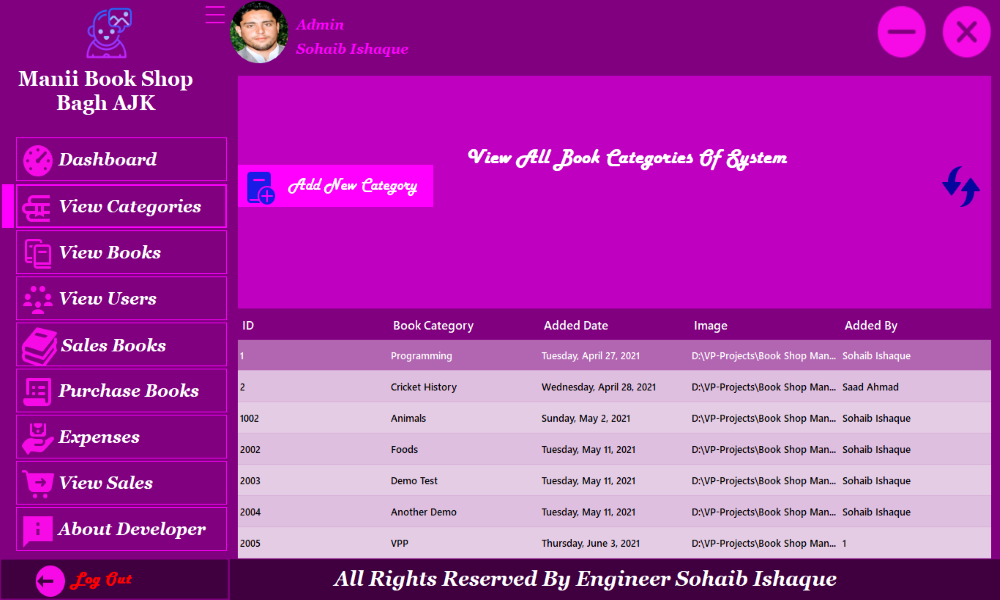 Manii Book Shop
Bagh AJK
Admin
Sohaib Ishaque
Dashboard
View Categories
View Books
View Users
Sales Books
Purchase Books
Expenses
View Sales
About Developer
Log Out
View All Book Categories Of System
Add New Category
ID Book Category Added Date Image Added By
1 Programming Tuesday, April 27, 2021 D:\VP-Projects\Book Shop Man... Sohaib Ishaque
2 Cricket History Wednesday, April 28, 2021 D:\VP-Projects\Book Shop Man... Saad Ahmad
1002 Animals Sunday, May 2, 2021 D:\VP-Projects\Book Shop Man... Sohaib Ishaque
2002 Foods Tuesday, May 11, 2021 D:\VP-Projects\Book Shop Man... Sohaib Ishaque
2003 Demo Test Tuesday, May 11, 2021 D:\VP-Projects\Book Shop Man... Sohaib Ishaque
2004 Another Demo Tuesday, May 11, 2021 D:\VP-Projects\Book Shop Man... Sohaib Ishaque
2005 VPP Thursday, June 3, 2021 D:\VP-Projects\Book Shop Man... 1
All Rights Reserved By Engineer Sohaib Ishaque